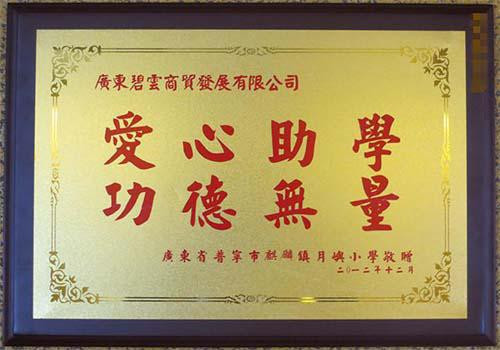 廣東碧雲商貿發展有限公司
愛心助學
功德無量
廣東省普寧市麒麟鎮月嶼小學敬贈
二〇一二年十二月